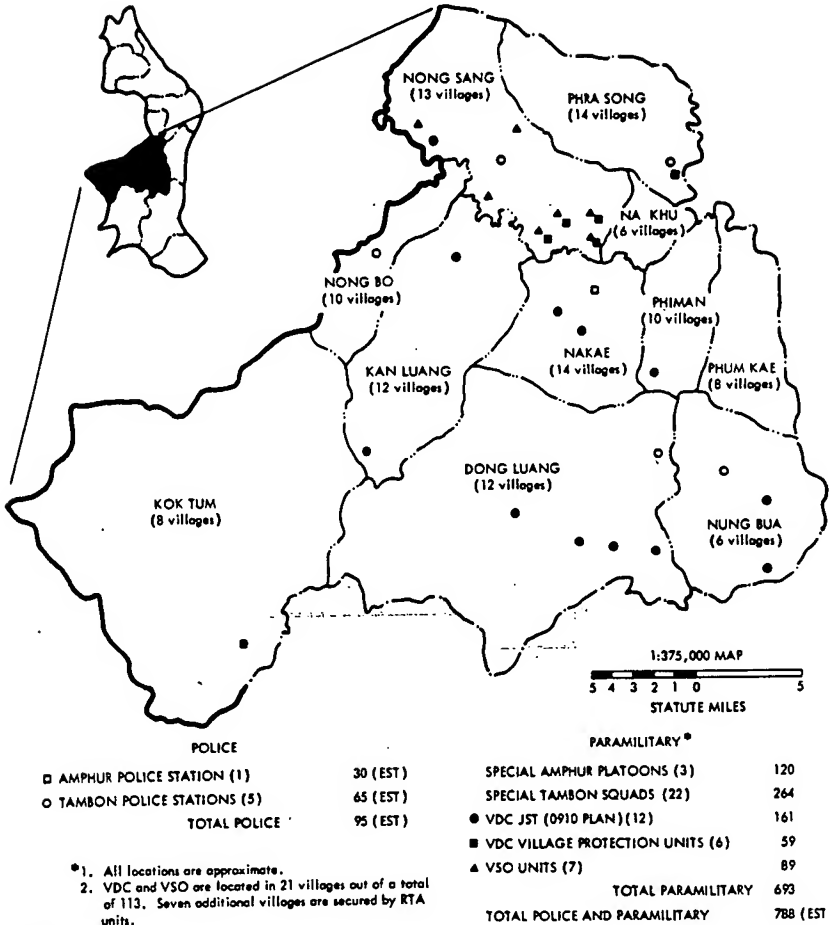 NONG SANG
(13 villages)
PHRA SONG
(14 villages)
NA KHU
(6 villages)
NONG BO
(10 villages)
PHIMAN
(10 villages)
KAN LUANG
(12 villages)
NAKAE
(14 villages)
PHUM KAE
(8 villages)
DONG LUANG
(12 villages)
KOK TUM
(8 villages)
NUNG BUA
(6 villages)
1:375,000 MAP
5 4 3 2 1 0 5
STATUTE MILES
POLICE
AMPHUR POLICE STATION (1) 30 (EST)
TAMBON POLICE STATIONS (5) 65 (EST)
TOTAL POLICE 95 (EST)
*1. All locations are approximate.
2. VDC and VSO are located in 21 villages out of a total
of 113. Seven additional villages are secured by RTA
units.
PARAMILITARY*
SPECIAL AMPHUR PLATOONS (3) 120
SPECIAL TAMBON SQUADS (22) 264
VDC JST (0910 PLAN) (12) 161
VDC VILLAGE PROTECTION UNITS (6) 59
VSO UNITS (7) 89
TOTAL PARAMILITARY 693
TOTAL POLICE AND PARAMILITARY 788 (EST